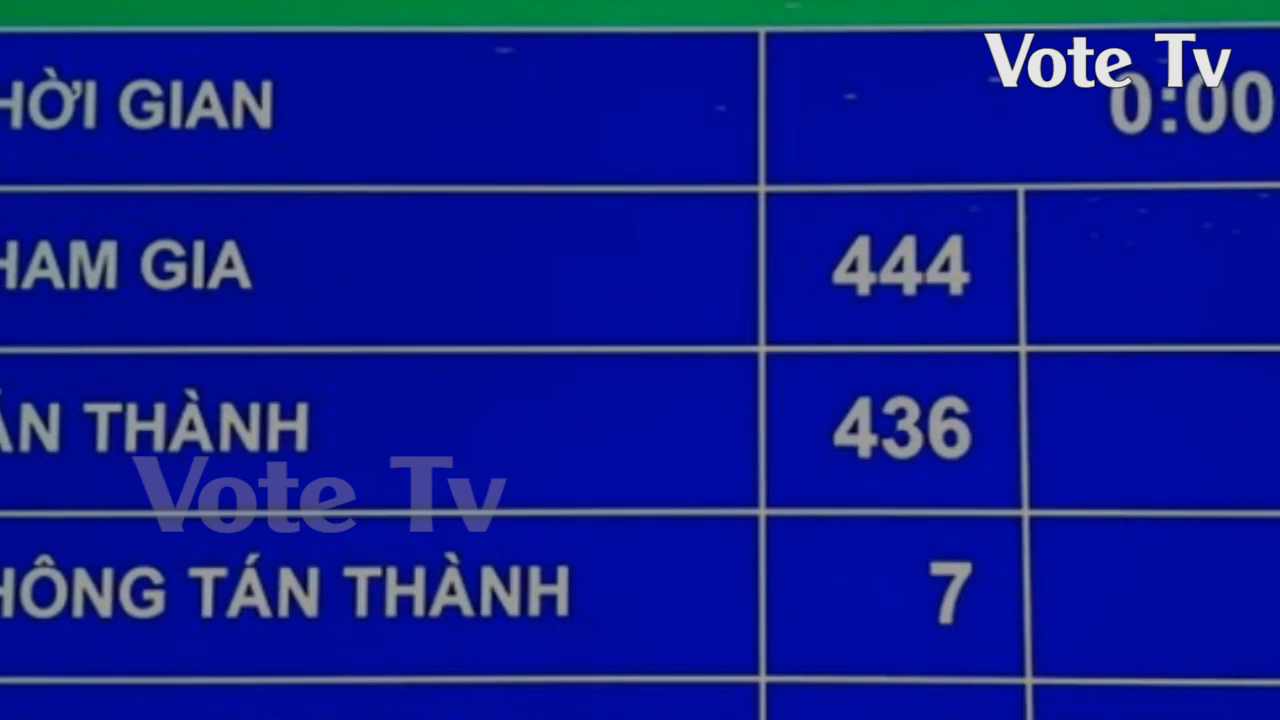 Vote Tv
HỜI GIAN 0:00
HAM GIA 444
ÁN THÀNH 436
Vote Tv
HÔNG TÁN THÀNH 7